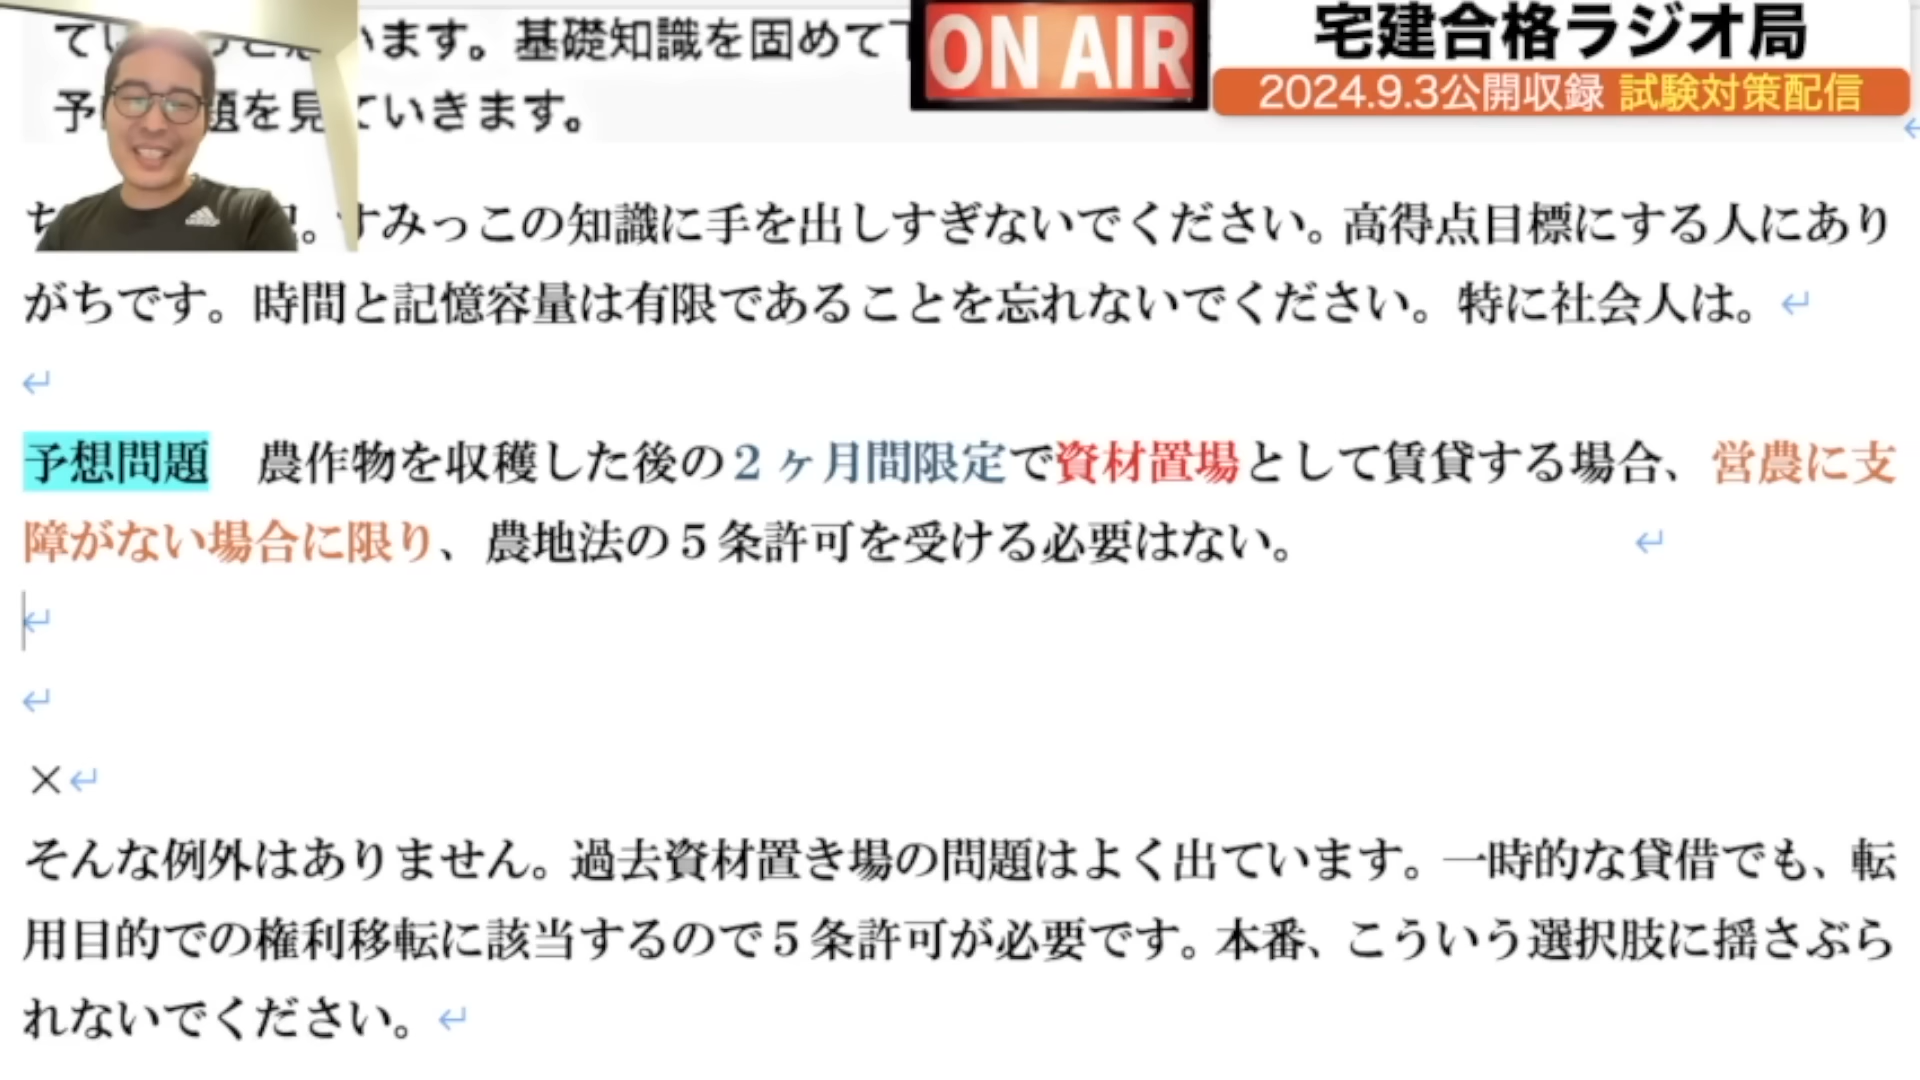 います。基礎知識を固めて
ON AIR
宅建合格ラジオ局
2024.9.3公開収録 試験対策配信
題を見ていきます。
すみっこの知識に手を出しすぎないでください。高得点目標にする人にあり
がちです。時間と記憶容量は有限であることを忘れないでください。特に社会人は。
予想問題 農作物を収穫した後の２ヶ月間限定で資材置場として賃貸する場合、営農に支
障がない場合に限り、農地法の５条許可を受ける必要はない。
×
そんな例外はありません。過去資材置き場の問題はよく出ています。一時的な貸借でも、転
用目的での権利移転に該当するので５条許可が必要です。本番、こういう選択肢に揺さぶら
れないでください。